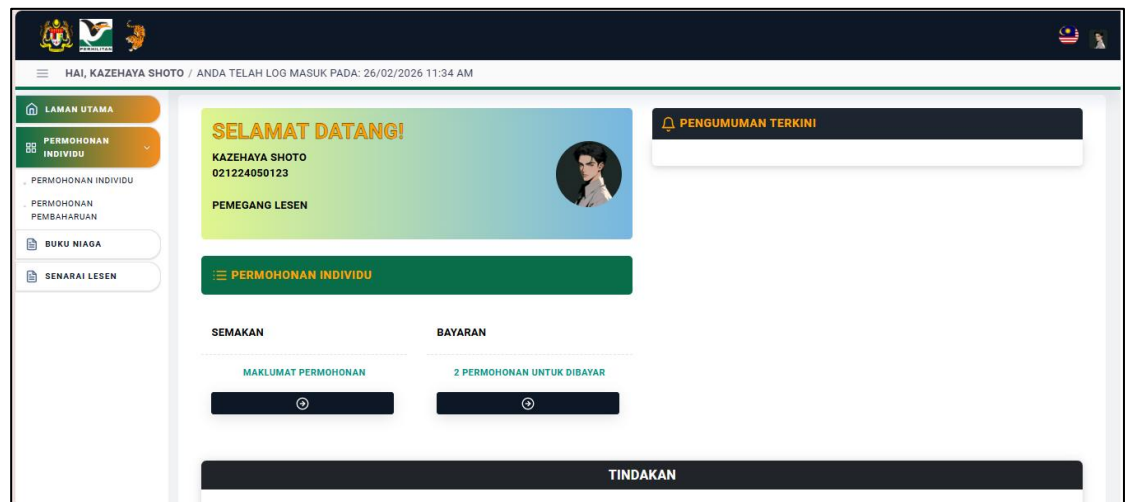 PERHILITAN
HAI, KAZEHAYA SHOTO / ANDA TELAH LOG MASUK PADA: 26/02/2026 11:34 AM
LAMAN UTAMA
PERMOHONAN
INDIVIDU
PERMOHONAN INDIVIDU
PERMOHONAN
PEMBAHARUAN
BUKU NIAGA
SENARAI LESEN
SELAMAT DATANG!
KAZEHAYA SHOTO
021224050123
PEMEGANG LESEN
PENGUMUMAN TERKINI
PERMOHONAN INDIVIDU
SEMAKAN
BAYARAN
MAKLUMAT PERMOHONAN
2 PERMOHONAN UNTUK DIBAYAR
TINDAKAN